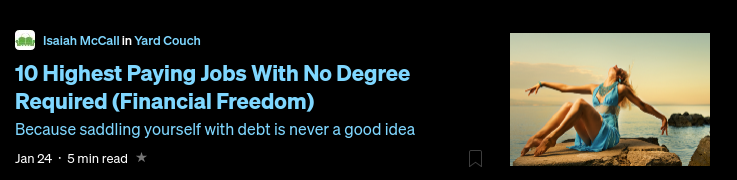 Isaiah McCall in Yard Couch
10 Highest Paying Jobs With No Degree
Required (Financial Freedom)
Because saddling yourself with debt is never a good idea
Jan 24 · 5 min read ★